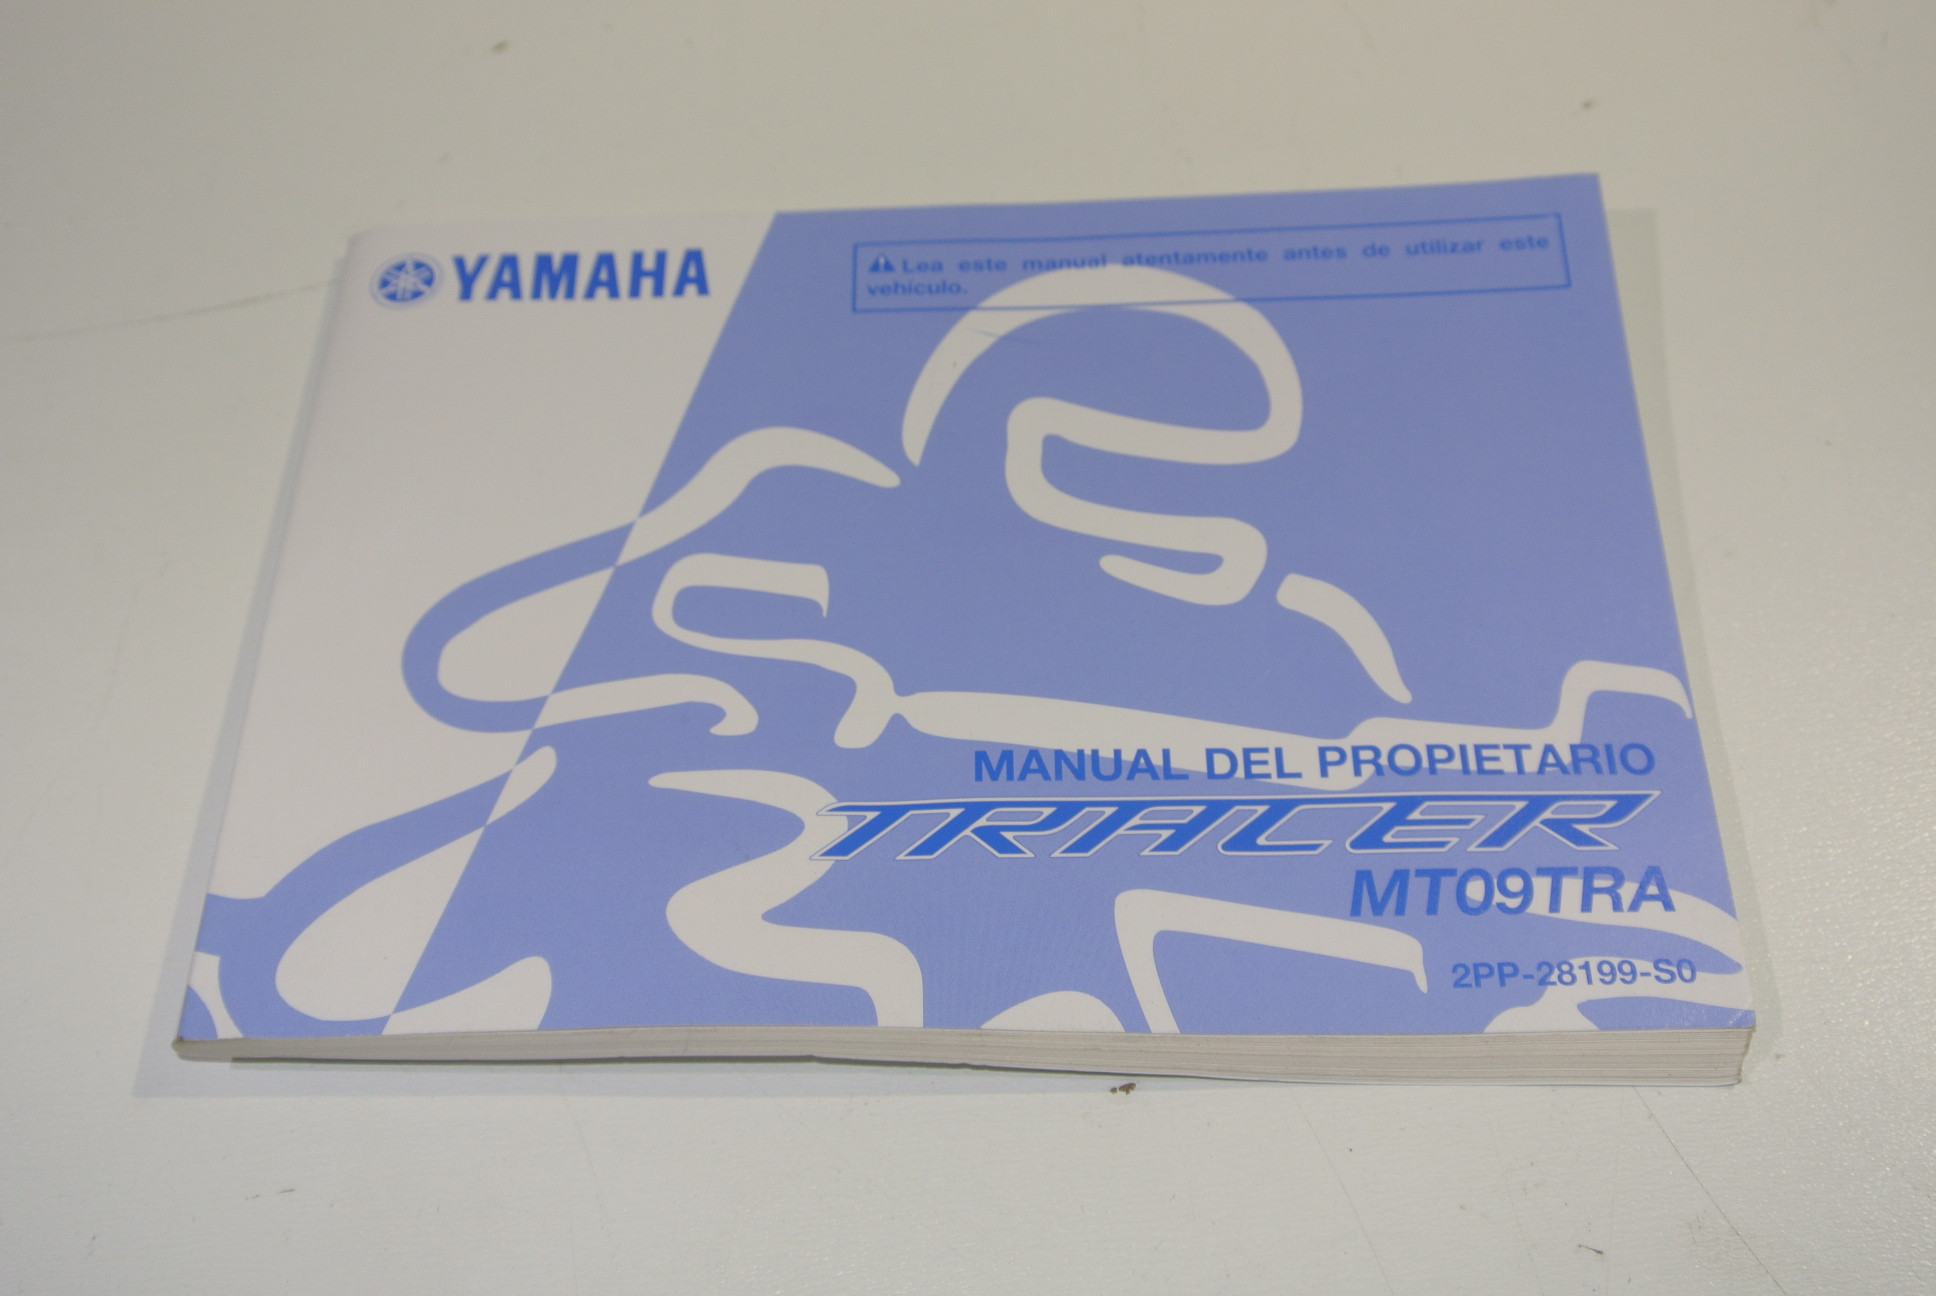 YAMAHA
Lea este manual atentamente antes de utilizar este
vehículo.
MANUAL DEL PROPIETARIO
TRACER
MT09TRA
2PP-28199-S0